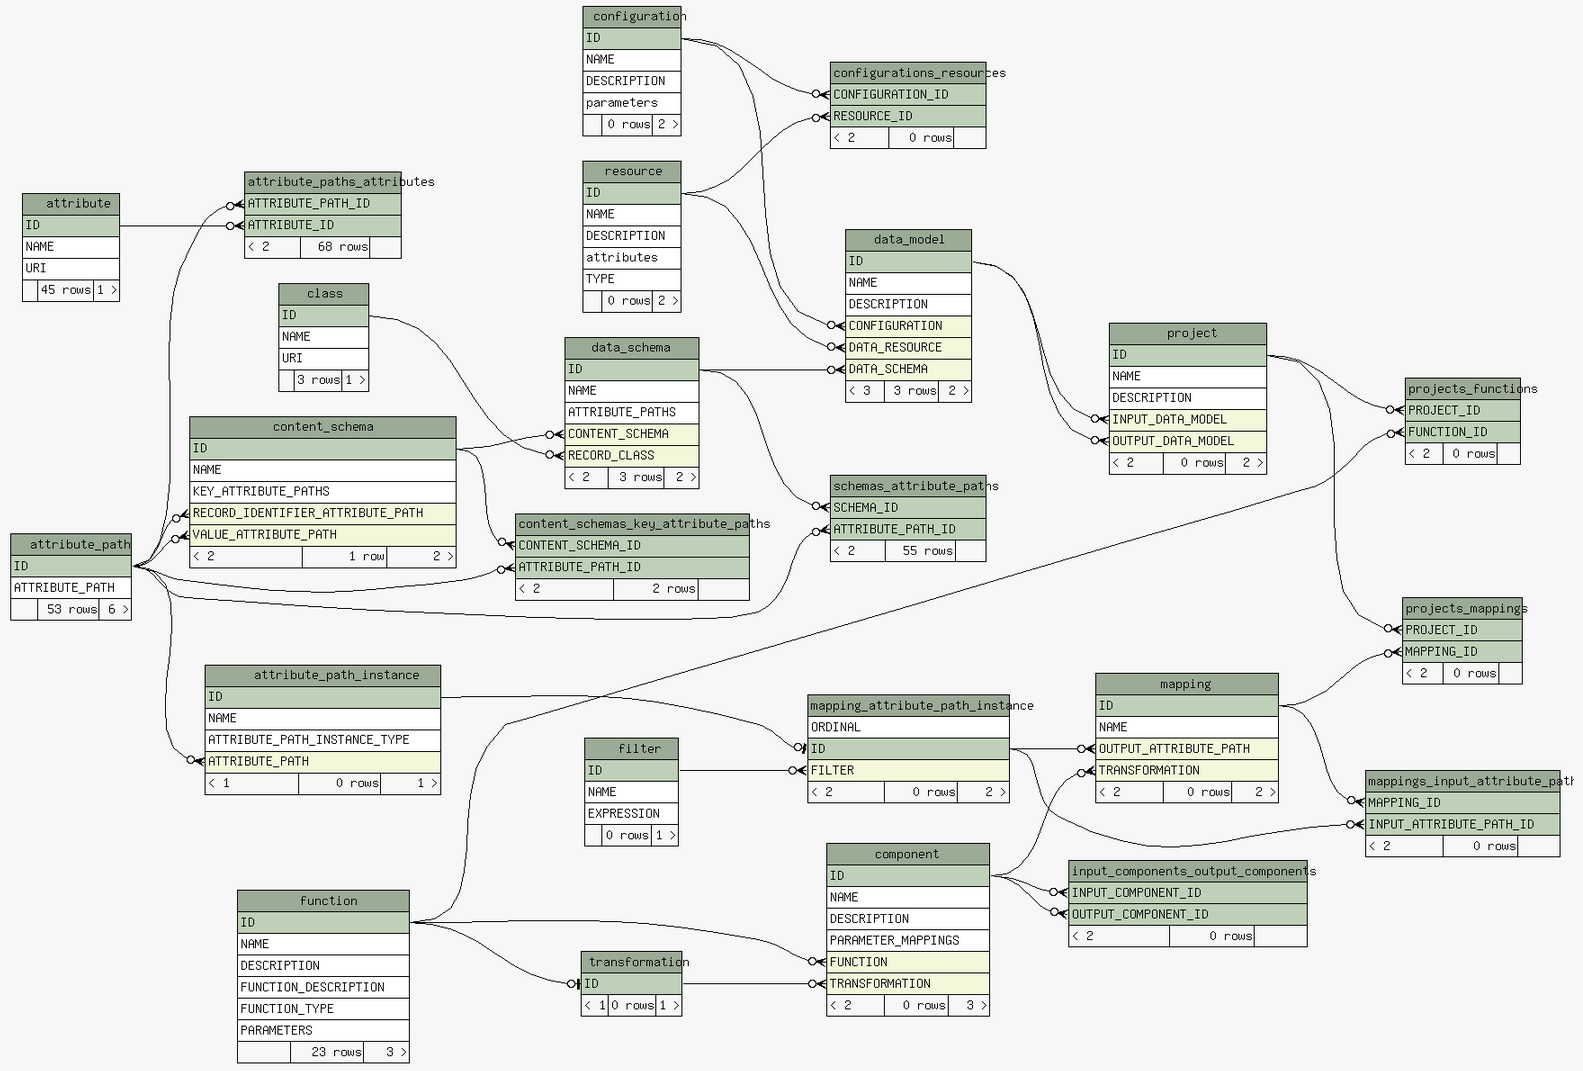 configuration
ID
NAME
DESCRIPTION
parameters
0 rows 2 >
configurations_resources
CONFIGURATION_ID
RESOURCE_ID
< 2 0 rows
resource
ID
NAME
DESCRIPTION
attributes
TYPE
0 rows 2 >
attribute_paths_attributes
ATTRIBUTE_PATH_ID
ATTRIBUTE_ID
< 2 68 rows
attribute
ID
NAME
URI
45 rows 1 >
class
ID
NAME
URI
3 rows 1 >
data_model
ID
NAME
DESCRIPTION
CONFIGURATION
DATA_RESOURCE
DATA_SCHEMA
< 3 3 rows 2 >
data_schema
ID
NAME
ATTRIBUTE_PATHS
CONTENT_SCHEMA
RECORD_CLASS
< 2 3 rows 2 >
project
ID
NAME
DESCRIPTION
INPUT_DATA_MODEL
OUTPUT_DATA_MODEL
< 2 0 rows 2 >
projects_functions
PROJECT_ID
FUNCTION_ID
< 2 0 rows
content_schema
ID
NAME
KEY_ATTRIBUTE_PATHS
RECORD_IDENTIFIER_ATTRIBUTE_PATH
VALUE_ATTRIBUTE_PATH
< 2 1 row 2 >
schemas_attribute_paths
SCHEMA_ID
ATTRIBUTE_PATH_ID
< 2 55 rows
content_schemas_key_attribute_paths
CONTENT_SCHEMA_ID
ATTRIBUTE_PATH_ID
< 2 2 rows
attribute_path
ID
ATTRIBUTE_PATH
53 rows 6 >
projects_mappings
PROJECT_ID
MAPPING_ID
< 2 0 rows
attribute_path_instance
ID
NAME
ATTRIBUTE_PATH_INSTANCE_TYPE
ATTRIBUTE_PATH
< 1 0 rows 1 >
mapping
ID
NAME
OUTPUT_ATTRIBUTE_PATH
TRANSFORMATION
< 2 0 rows 2 >
mapping_attribute_path_instance
ORDINAL
ID
FILTER
< 2 0 rows 2 >
filter
ID
NAME
EXPRESSION
0 rows 1 >
mappings_input_attribute_path
MAPPING_ID
INPUT_ATTRIBUTE_PATH_ID
< 2 0 rows
component
ID
NAME
DESCRIPTION
PARAMETER_MAPPINGS
FUNCTION
TRANSFORMATION
< 2 0 rows 3 >
input_components_output_components
INPUT_COMPONENT_ID
OUTPUT_COMPONENT_ID
< 2 0 rows
function
ID
NAME
DESCRIPTION
FUNCTION_DESCRIPTION
FUNCTION_TYPE
PARAMETERS
23 rows 3 >
transformation
ID
< 1 0 rows 1 >